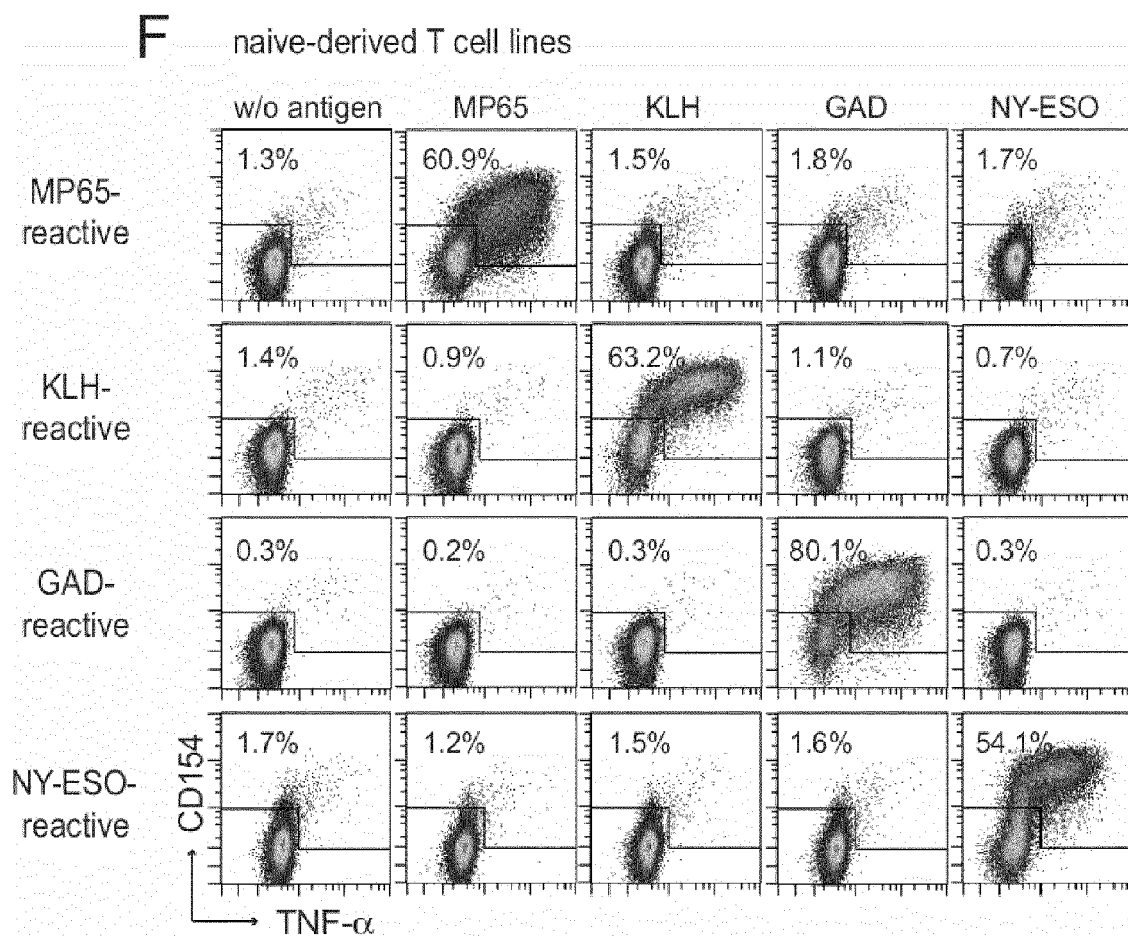 F naive-derived T cell lines
w/o antigen MP65 KLH GAD NY-ESO
MP65-
reactive
1.3% 60.9% 1.5% 1.8% 1.7%
KLH-
reactive
1.4% 0.9% 63.2% 1.1% 0.7%
GAD-
reactive
0.3% 0.2% 0.3% 80.1% 0.3%
NY-ESO-
reactive
1.7% 1.2% 1.5% 1.6% 54.1%
CD154
TNF-α